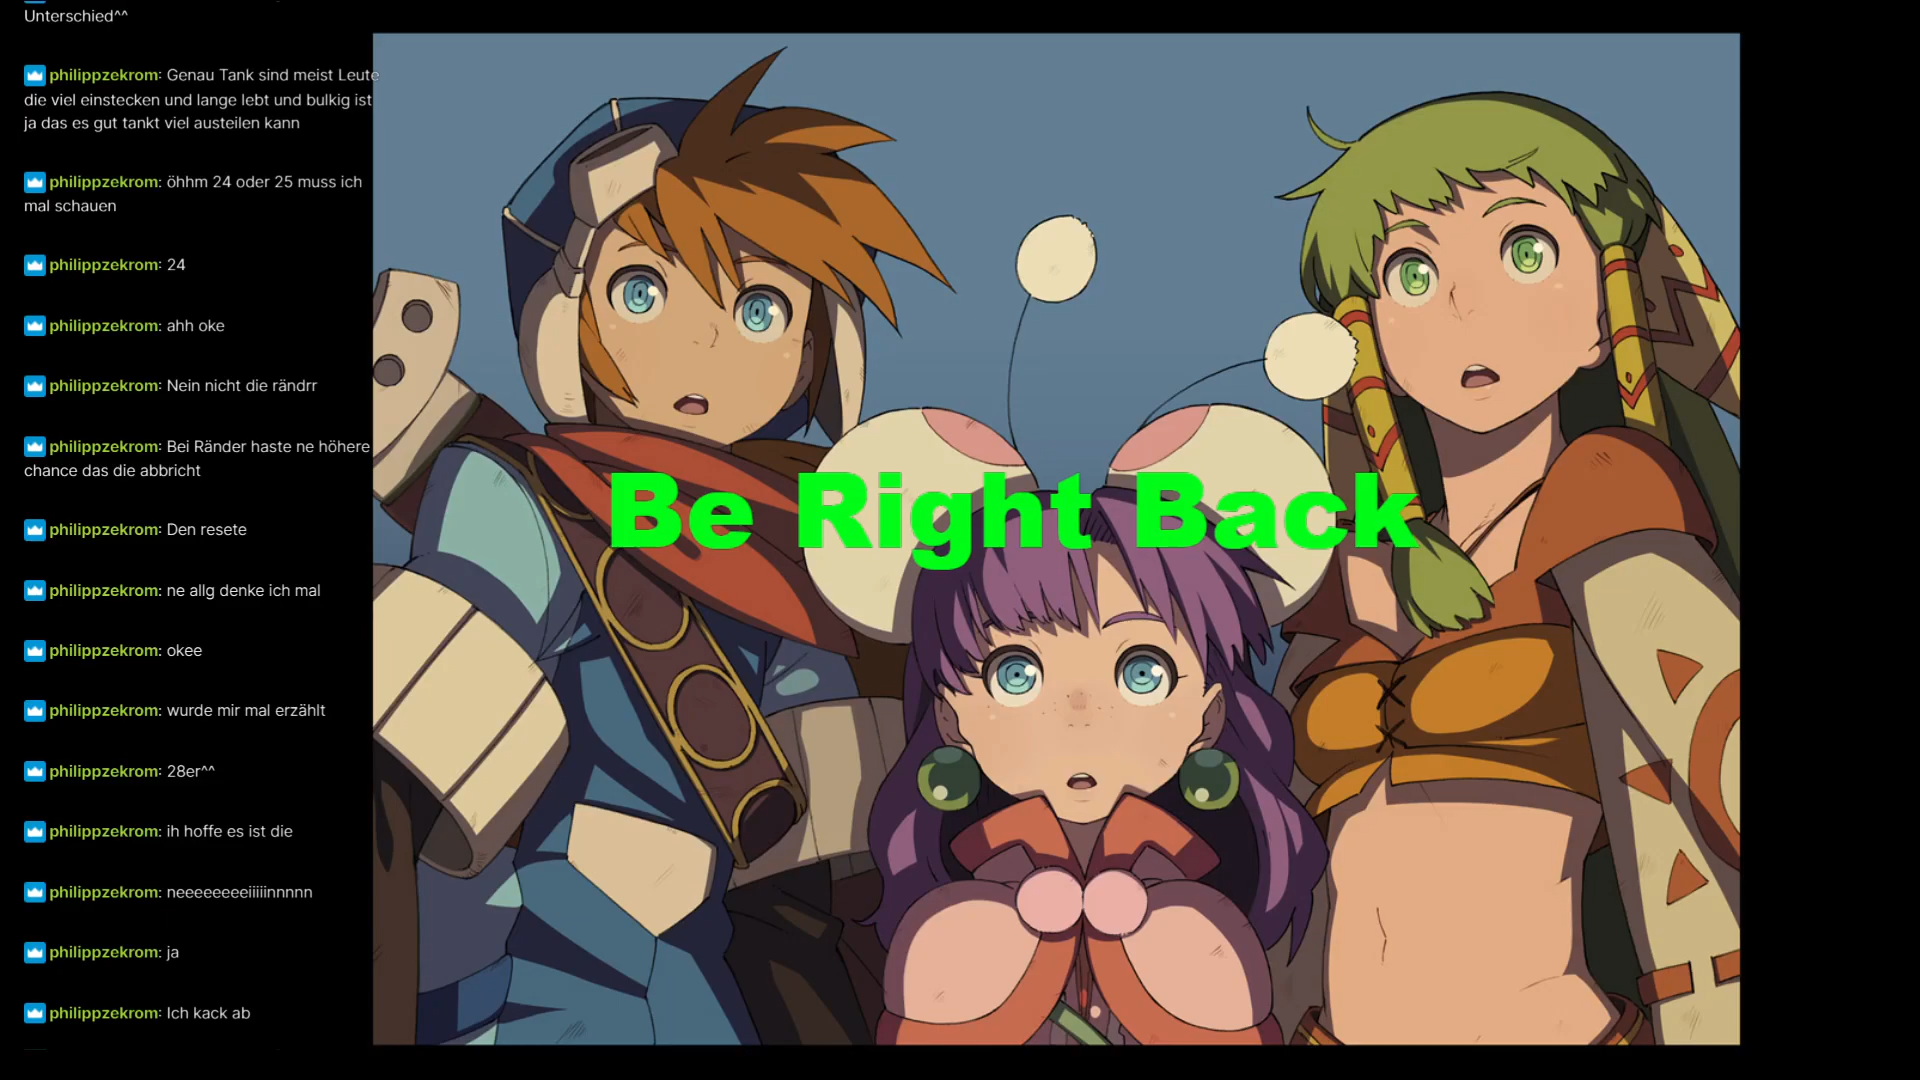 Unterschied^^
philippzekrom: Genau Tank sind meist Leute
die viel einstecken und lange lebt und bulkig ist
ja das es gut tankt viel austeilen kann
philippzekrom: öhhm 24 oder 25 muss ich
mal schauen
philippzekrom: 24
philippzekrom: ahh oke
philippzekrom: Nein nicht die rändrr
philippzekrom: Bei Ränder haste ne höhere
chance das die abbricht
philippzekrom: Den resete
philippzekrom: ne allg denke ich mal
philippzekrom: okee
philippzekrom: wurde mir mal erzählt
philippzekrom: 28er^^
philippzekrom: ih hoffe es ist die
philippzekrom: neeeeeeeeiiiiinnnnn
philippzekrom: ja
philippzekrom: Ich kack ab
Be Right Back